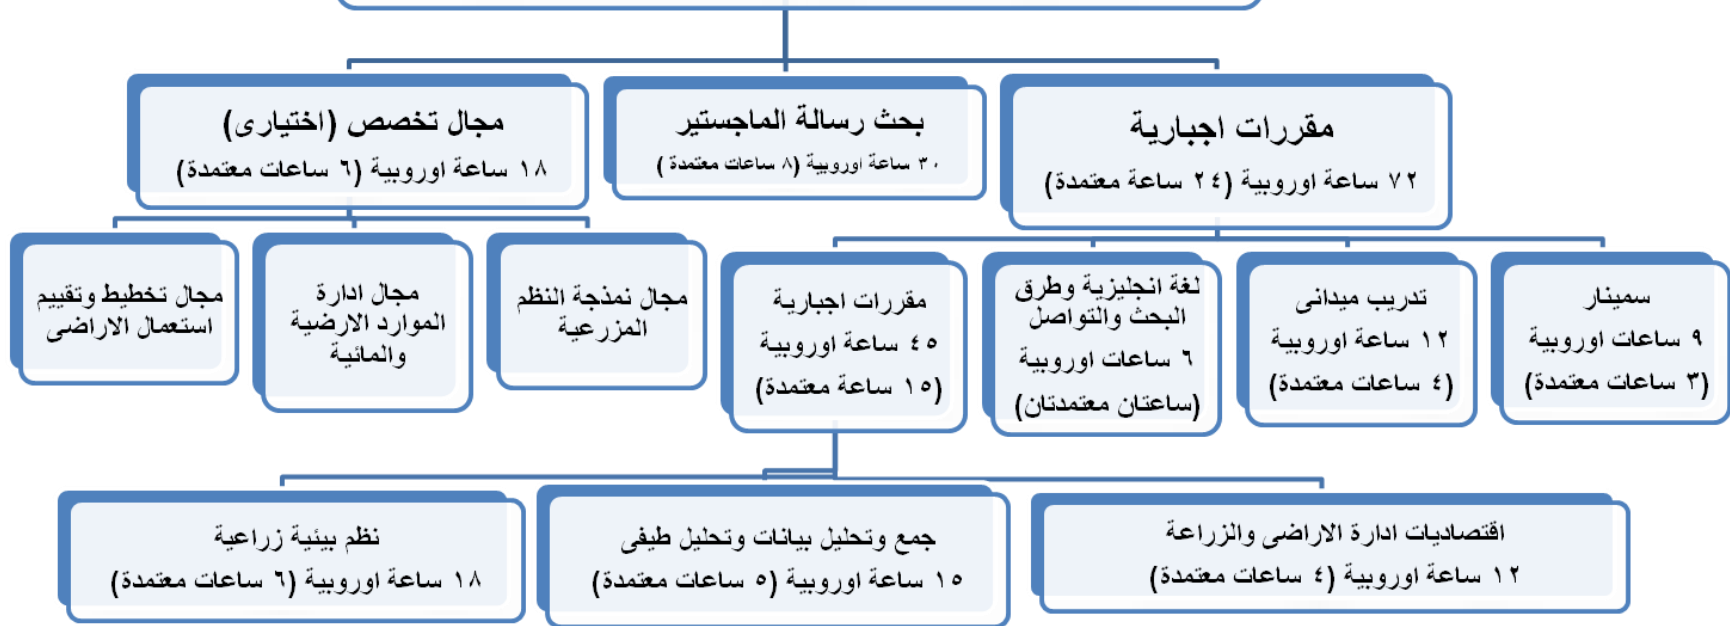 مقررات اجبارية
٧٢ ساعة اوروبية (٢٤ ساعة معتمدة)
بحث رسالة الماجستير
٣٠ ساعة اوروبية (٨ ساعات معتمدة )
مجال تخصص (اختيارى)
١٨ ساعة اوروبية (٦ ساعات معتمدة)
سمينار
٩ ساعات اوروبية
(٣ ساعات معتمدة)
تدريب ميدانى
١٢ ساعة اوروبية
(٤ ساعات معتمدة)
لغة انجليزية وطرق
البحث والتواصل
٦ ساعات اوروبية
(ساعتان معتمدتان)
مقررات اجبارية
٤٥ ساعة اوروبية
(١٥ ساعة معتمدة)
مجال نمذجة النظم
المزرعية
مجال ادارة
الموارد الارضية
والمائية
مجال تخطيط وتقييم
استعمال الاراضى
اقتصاديات ادارة الاراضى والزراعة
١٢ ساعة اوروبية (٤ ساعات معتمدة)
جمع وتحليل بيانات وتحليل طيفى
١٥ ساعة اوروبية (٥ ساعات معتمدة)
نظم بيئية زراعية
١٨ ساعة اوروبية (٦ ساعات معتمدة)